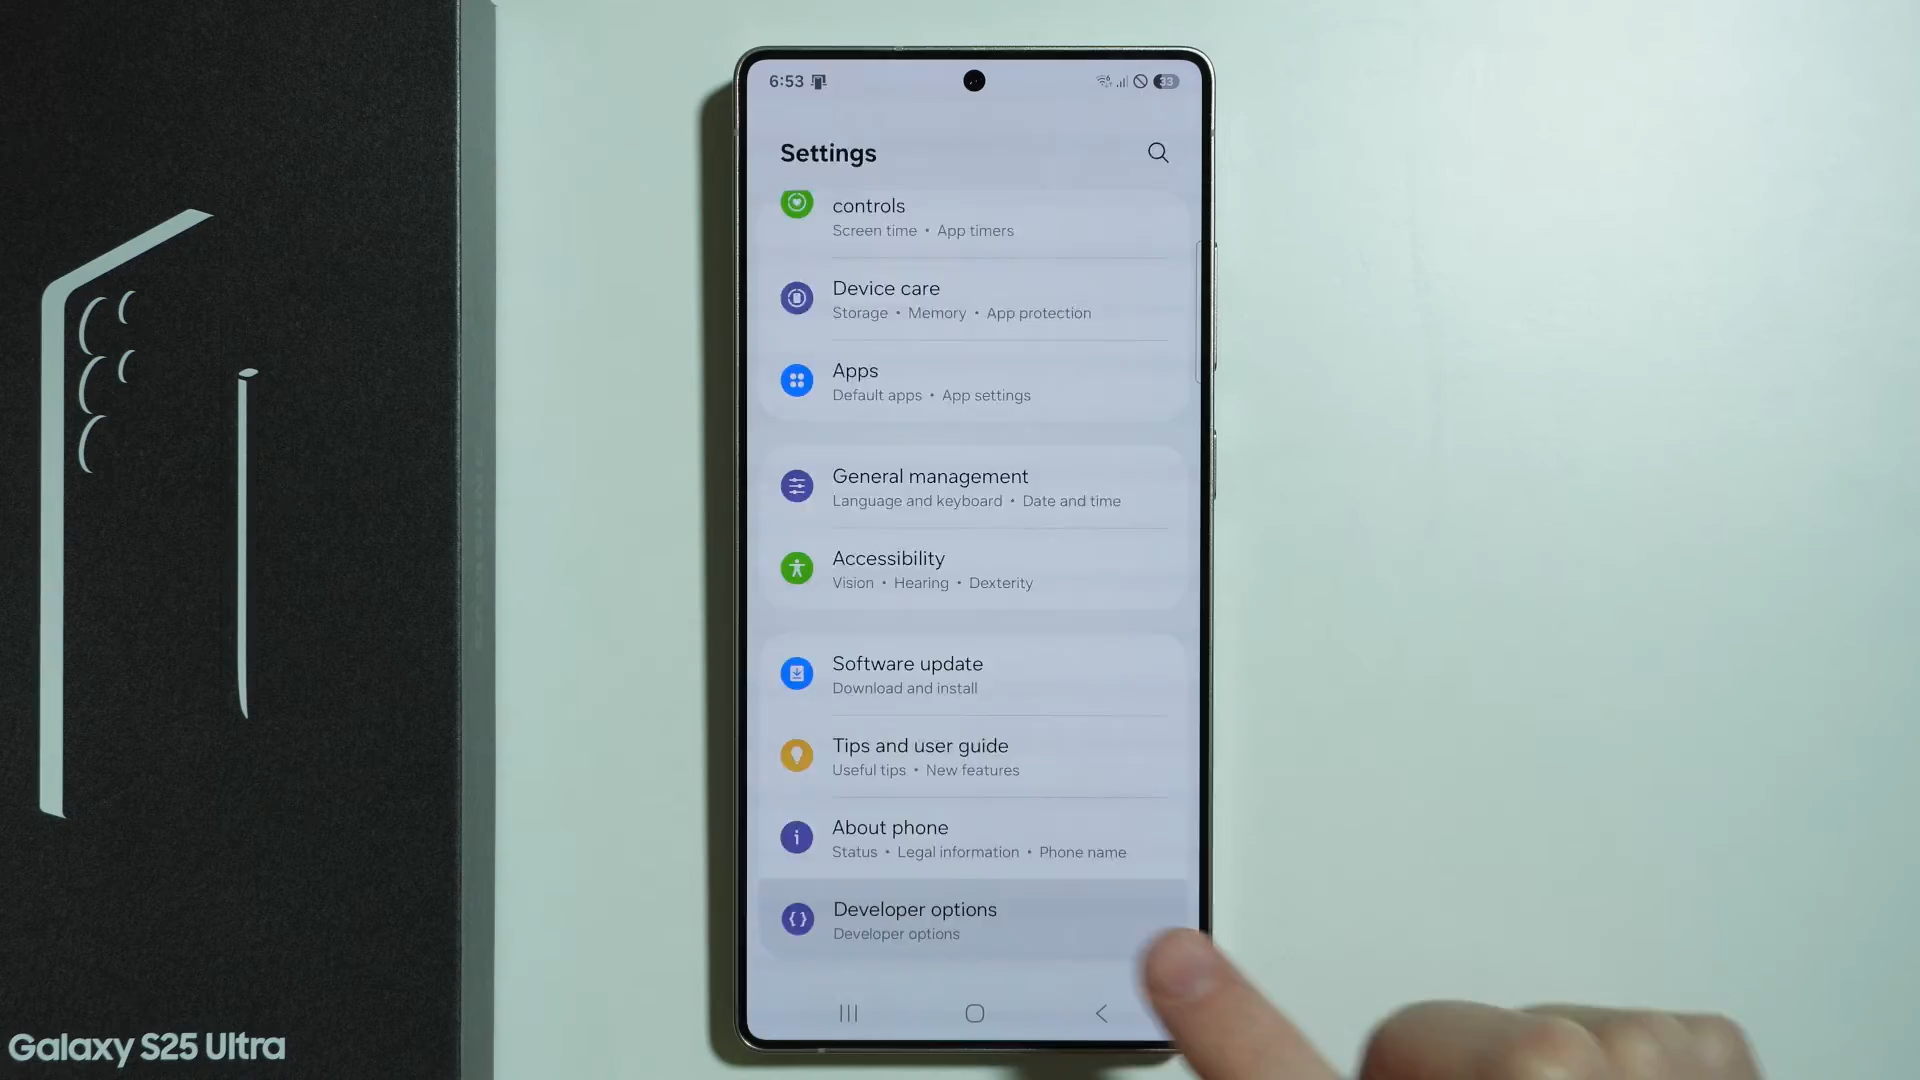 6:53
33
Settings
controls
Screen time • App timers
Device care
Storage • Memory • App protection
Apps
Default apps • App settings
General management
Language and keyboard • Date and time
Accessibility
Vision • Hearing • Dexterity
Software update
Download and install
Tips and user guide
Useful tips • New features
About phone
Status • Legal information • Phone name
Developer options
Developer options
Galaxy S25 Ultra